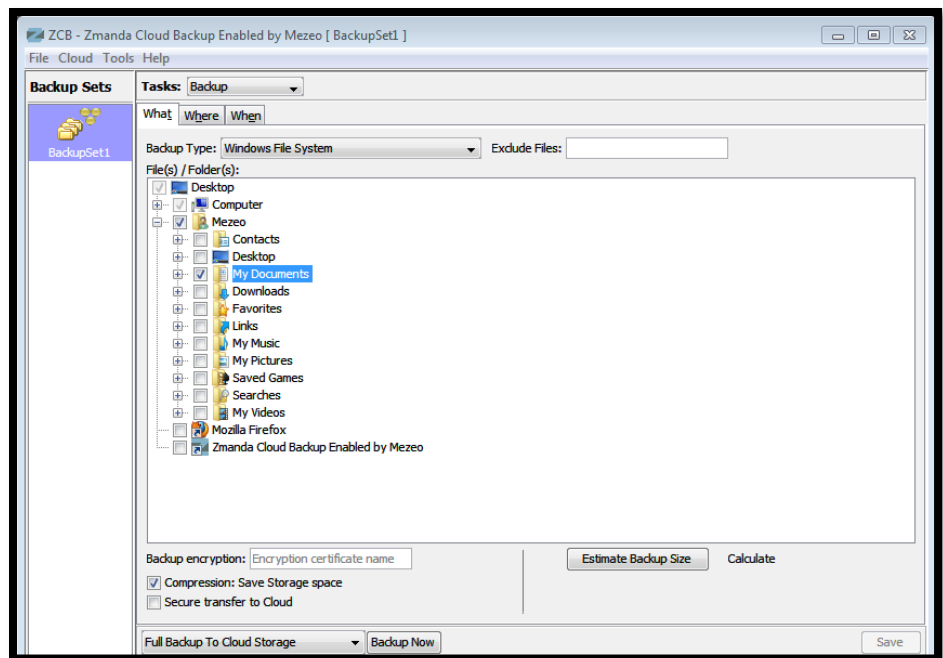 ZCB - Zmanda Cloud Backup Enabled by Mezeo [ BackupSet1 ]
File Cloud Tools Help
Backup Sets
Tasks: Backup
BackupSet1
What Where When
Backup Type: Windows File System Exclude Files:
File(s) / Folder(s):
Desktop
Computer
Mezeo
Contacts
Desktop
My Documents
Downloads
Favorites
Links
My Music
My Pictures
Saved Games
Searches
My Videos
Mozilla Firefox
Zmanda Cloud Backup Enabled by Mezeo
Backup encryption: Encryption certificate name Estimate Backup Size Calculate
Compression: Save Storage space
Secure transfer to Cloud
Full Backup To Cloud Storage Backup Now Save